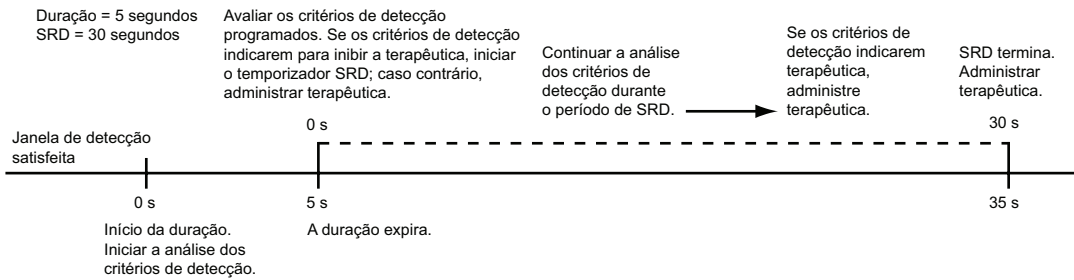 Duração = 5 segundos
SRD = 30 segundos
Avaliar os critérios de detecção
programados. Se os critérios de detecção
indicarem para inibir a terapêutica, iniciar
o temporizador SRD; caso contrário,
administrar terapêutica.
Continuar a análise
dos critérios de
detecção durante
o período de SRD.
Se os critérios de
detecção indicarem
terapêutica,
administre
terapêutica.
SRD termina.
Administrar
terapêutica.
0 s
30 s
Janela de detecção
satisfeita
0 s
5 s
35 s
Início da duração.
Iniciar a análise dos
critérios de detecção.
A duração expira.